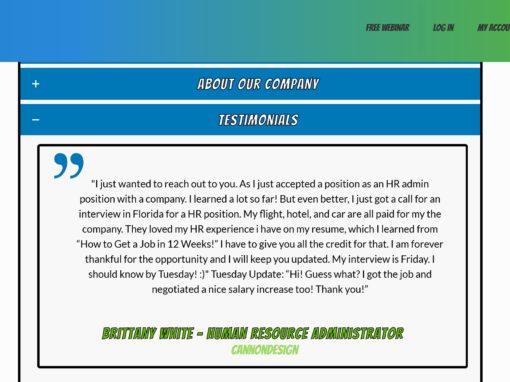 FREE WEBINAR LOG IN MY ACCOU
+ ABOUT OUR COMPANY
− TESTIMONIALS
"I just wanted to reach out to you. As I just accepted a position as an HR admin
position with a company. I learned a lot so far! But even better, I just got a call for an
interview in Florida for a HR position. My flight, hotel, and car are all paid for my the
company. They loved my HR experience i have on my resume, which I learned from
“How to Get a Job in 12 Weeks!” I have to give you all the credit for that. I am forever
thankful for the opportunity and I will keep you updated. My interview is Friday. I
should know by Tuesday! :)" Tuesday Update: “Hi! Guess what? I got the job and
negotiated a nice salary increase too! Thank you!”
BRITTANY WHITE - HUMAN RESOURCE ADMINISTRATOR
CANNONDESIGN